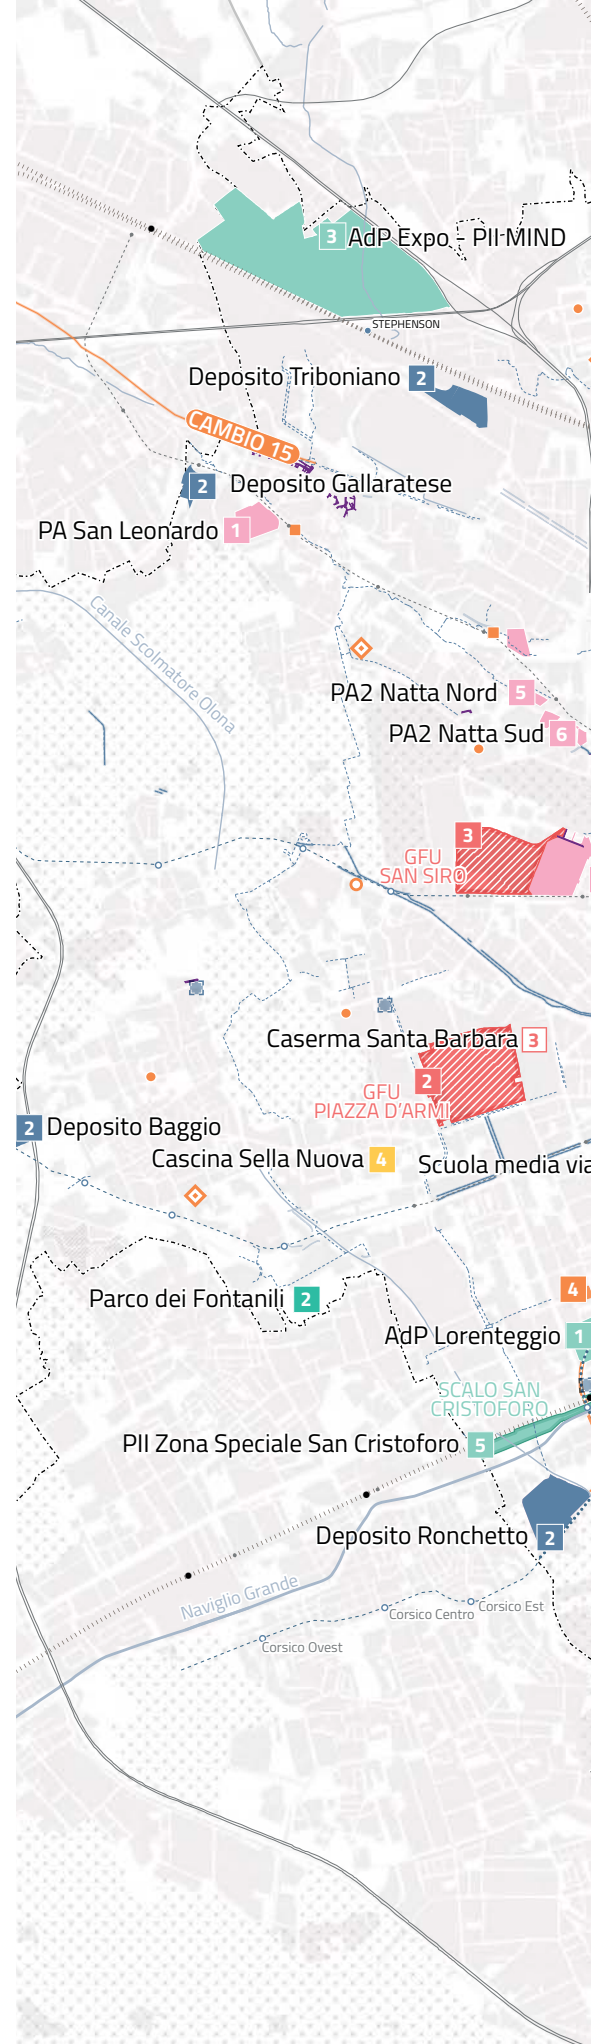 3 AdP Expo - PII MIND
STEPHENSON
Deposito Triboniano 2
CAMBIO 15
2 Deposito Gallaratese
PA San Leonardo 1
Canale Scolmatore Olona
PA2 Natta Nord 5
PA2 Natta Sud 6
3
GFU
SAN SIRO
Caserma Santa Barbara 3
2
GFU
PIAZZA D'ARMI
2 Deposito Baggio
Cascina Sella Nuova 4
Scuola media via
4
Parco dei Fontanili 2
AdP Lorenteggio 1
SCALO SAN
CRISTOFORO
PII Zona Speciale San Cristoforo 5
Deposito Ronchetto 2
Naviglio Grande
Corsico Est
Corsico Centro
Corsico Ovest